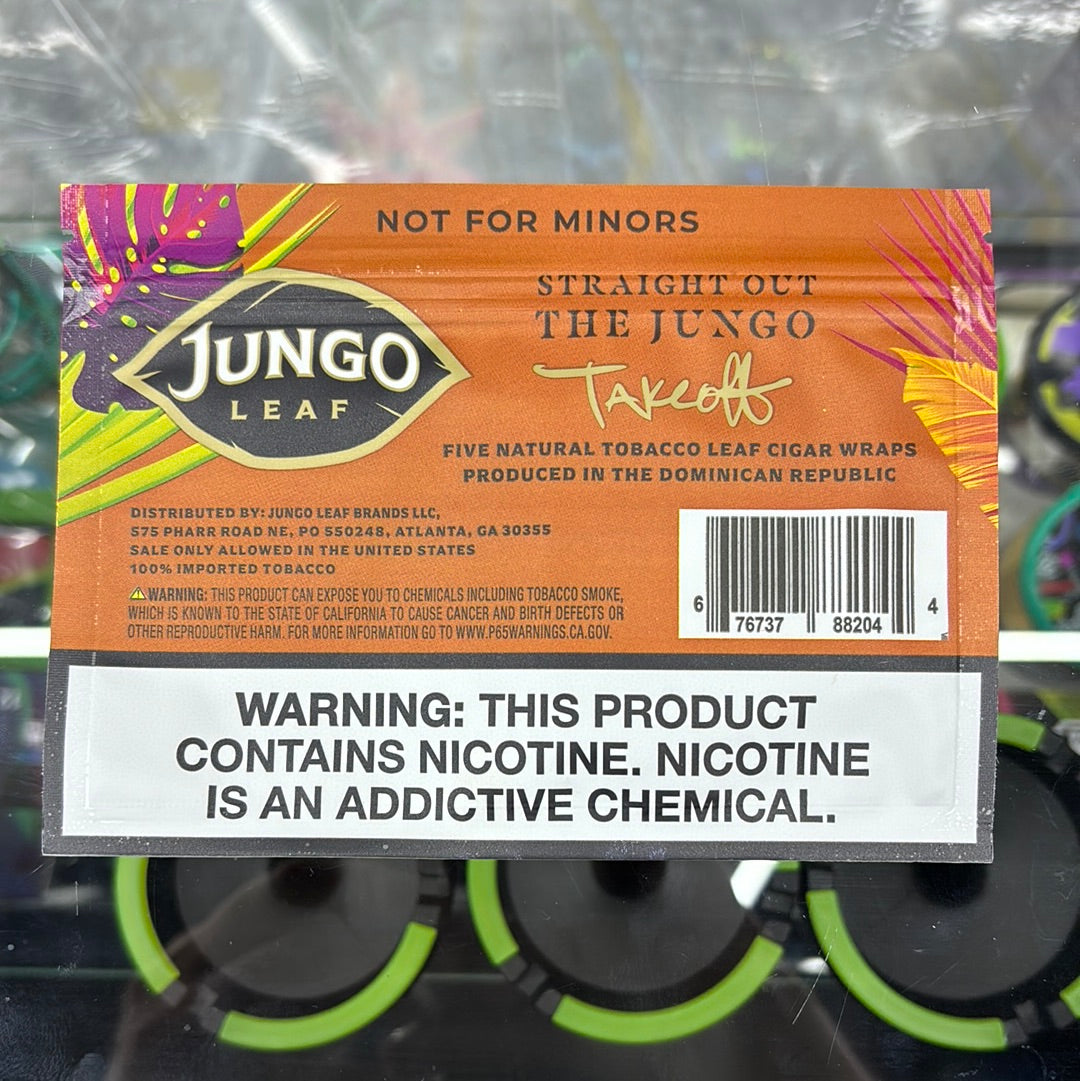 NOT FOR MINORS
JUNGO
LEAF
STRAIGHT OUT
THE JUNGO
Takeoff
FIVE NATURAL TOBACCO LEAF CIGAR WRAPS
PRODUCED IN THE DOMINICAN REPUBLIC
DISTRIBUTED BY: JUNGO LEAF BRANDS LLC,
575 PHARR ROAD NE, PO 550248, ATLANTA, GA 30355
SALE ONLY ALLOWED IN THE UNITED STATES
100% IMPORTED TOBACCO
⚠WARNING: THIS PRODUCT CAN EXPOSE YOU TO CHEMICALS INCLUDING TOBACCO SMOKE,
WHICH IS KNOWN TO THE STATE OF CALIFORNIA TO CAUSE CANCER AND BIRTH DEFECTS OR
OTHER REPRODUCTIVE HARM. FOR MORE INFORMATION GO TO WWW.P65WARNINGS.CA.GOV.
6 76737 88204 4
WARNING: THIS PRODUCT
CONTAINS NICOTINE. NICOTINE
IS AN ADDICTIVE CHEMICAL.